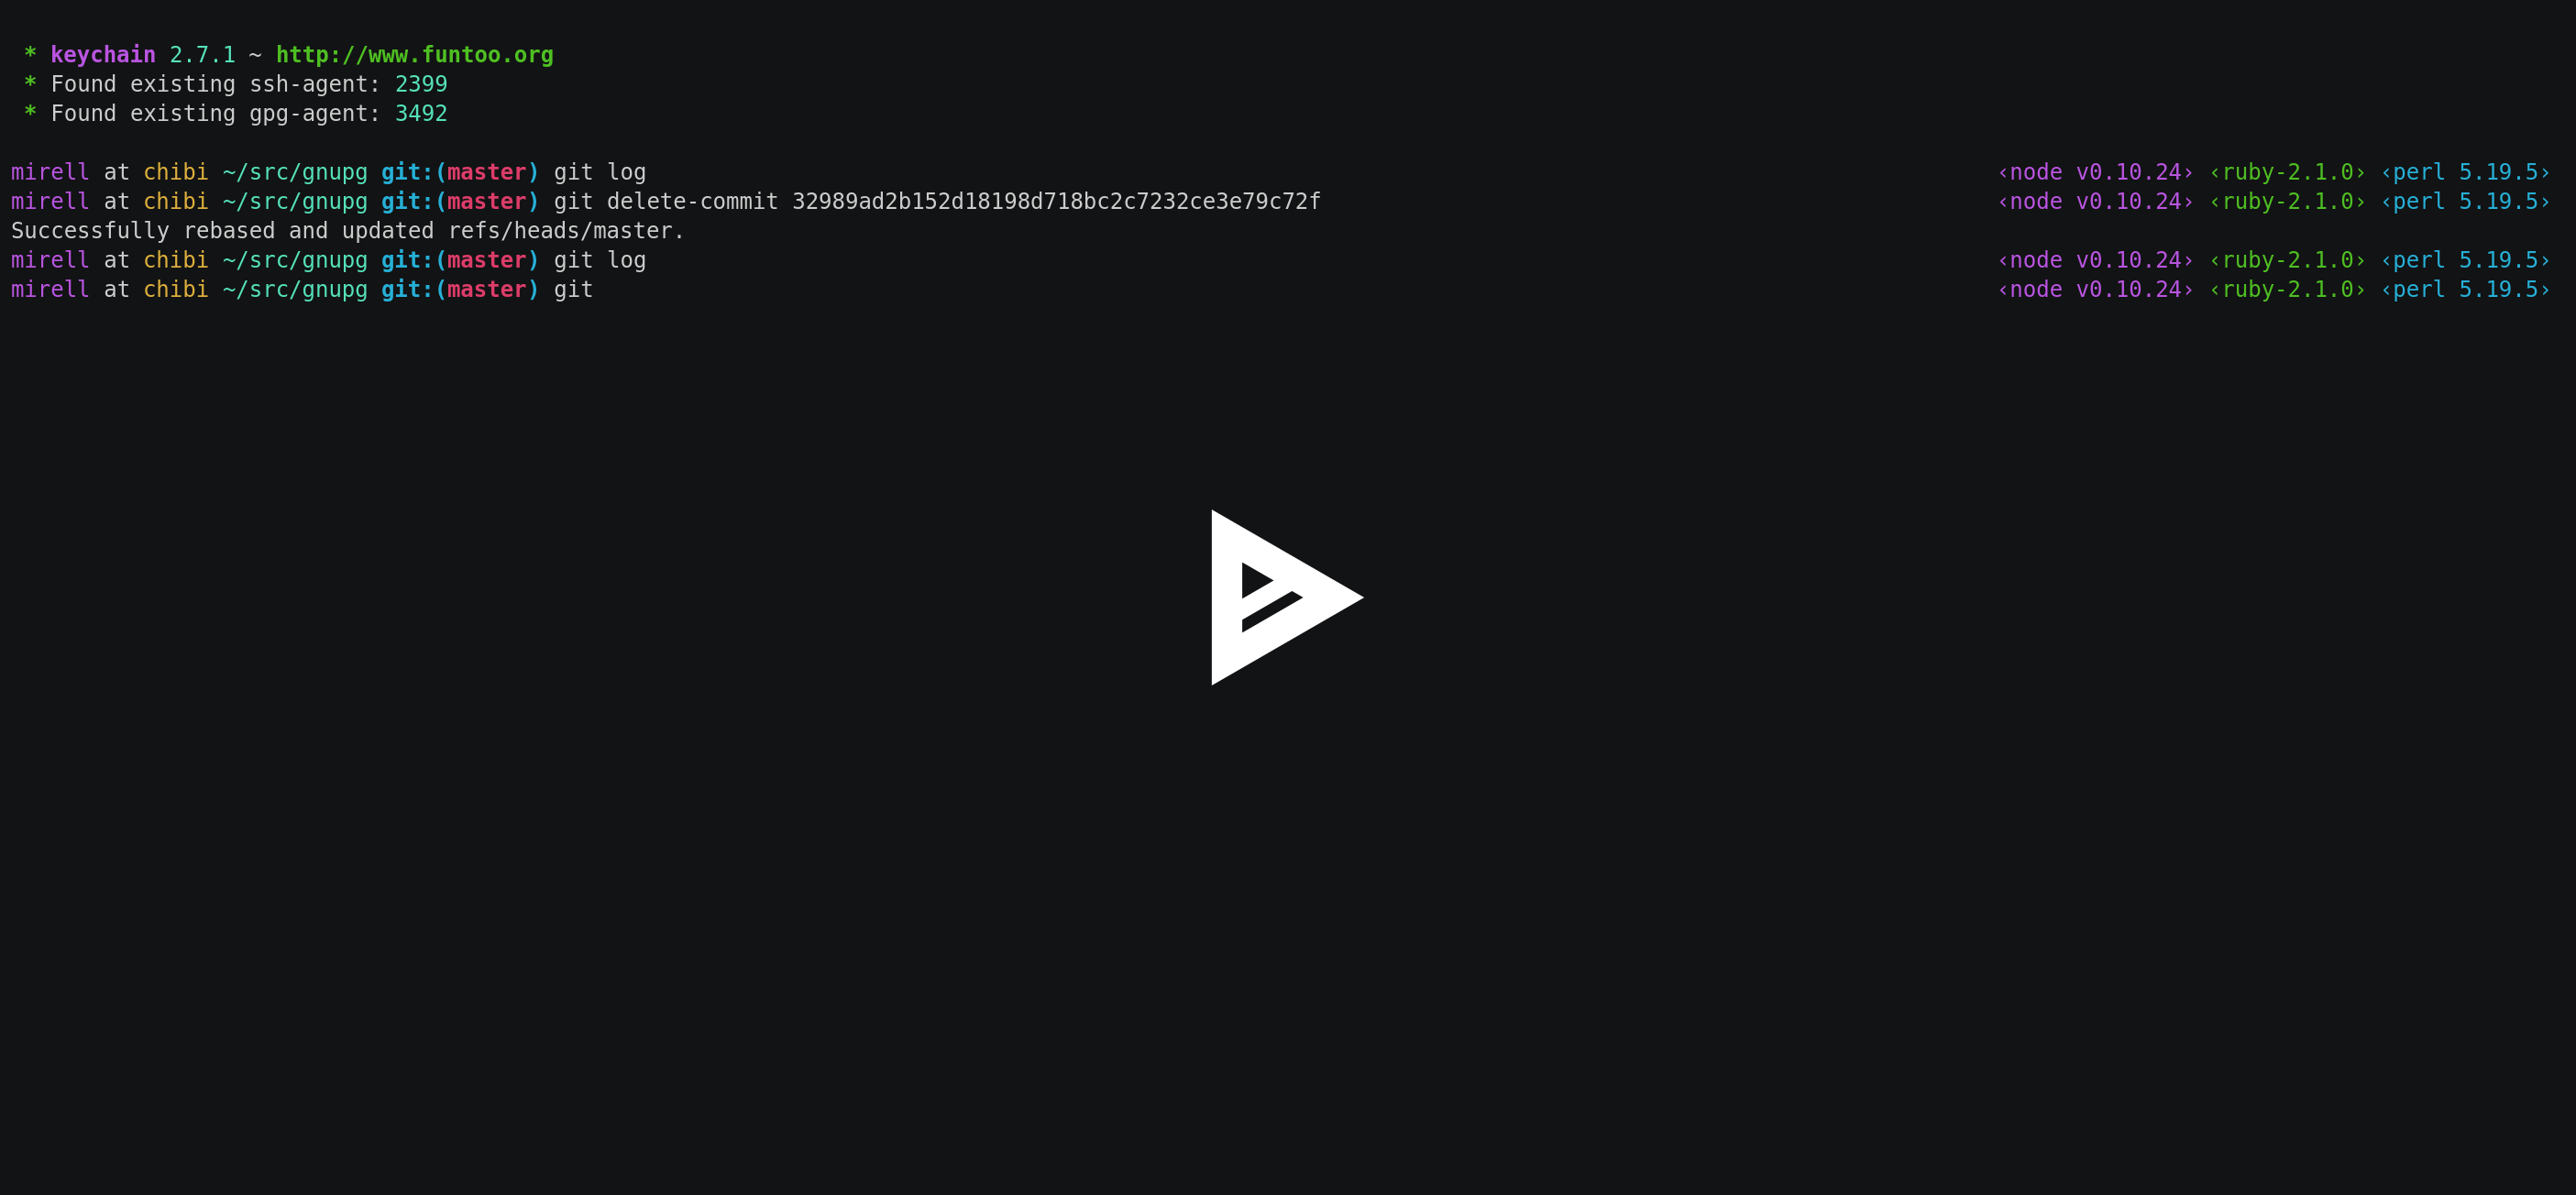 * keychain 2.7.1 ~ http://www.funtoo.org
* Found existing ssh-agent: 2399
* Found existing gpg-agent: 3492
mirell at chibi ~/src/gnupg git:(master) git log ‹node v0.10.24› ‹ruby-2.1.0› ‹perl 5.19.5›
mirell at chibi ~/src/gnupg git:(master) git delete-commit 32989ad2b152d18198d718bc2c7232ce3e79c72f ‹node v0.10.24› ‹ruby-2.1.0› ‹perl 5.19.5›
Successfully rebased and updated refs/heads/master.
mirell at chibi ~/src/gnupg git:(master) git log ‹node v0.10.24› ‹ruby-2.1.0› ‹perl 5.19.5›
mirell at chibi ~/src/gnupg git:(master) git ‹node v0.10.24› ‹ruby-2.1.0› ‹perl 5.19.5›